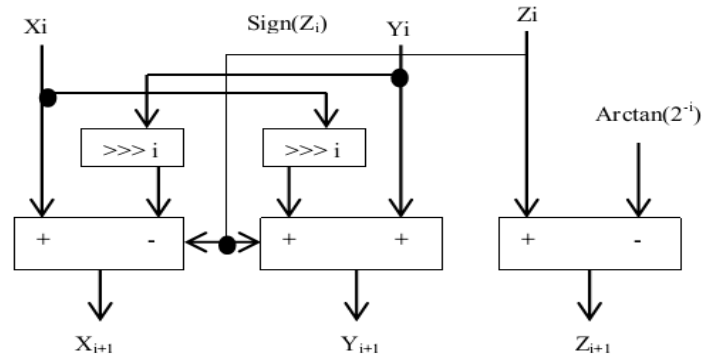 Xi Sign(Zi) Yi Zi
Arctan(2^-i)
>>> i >>> i
+ - + + + -
Xi+1 Yi+1 Zi+1